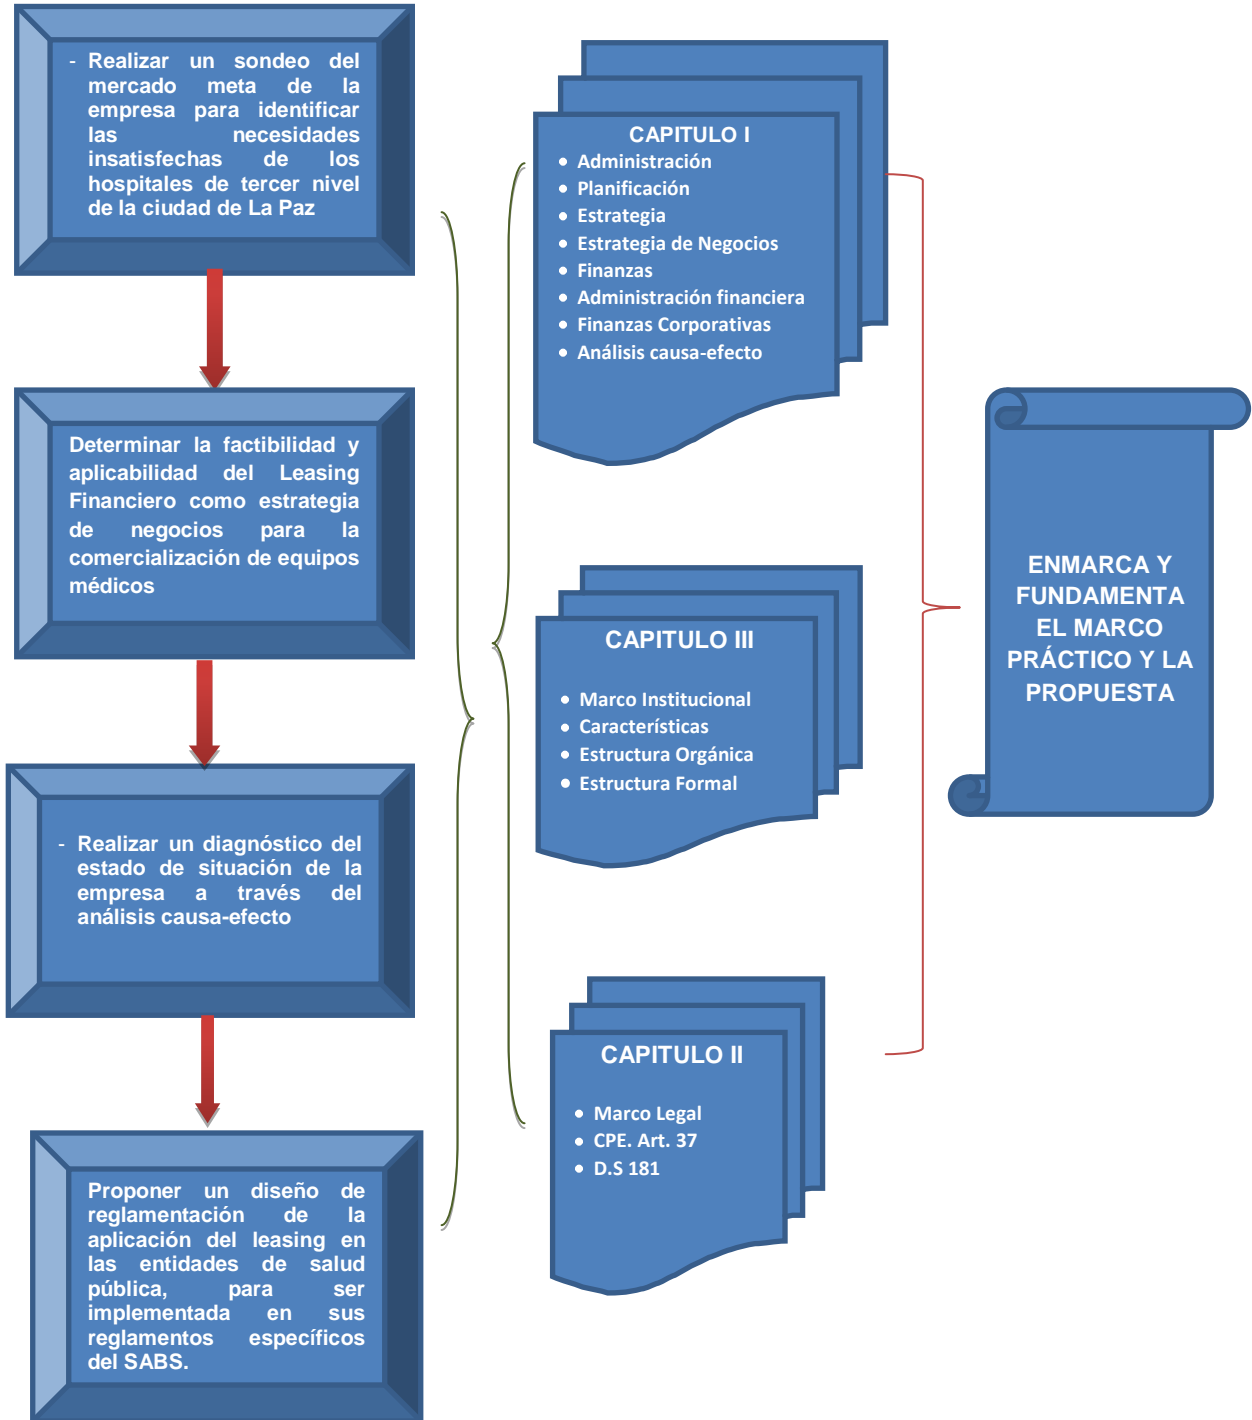 - Realizar un sondeo del
mercado meta de la
empresa para identificar
las necesidades
insatisfechas de los
hospitales de tercer nivel
de la ciudad de La Paz
Determinar la factibilidad y
aplicabilidad del Leasing
Financiero como estrategia
de negocios para la
comercialización de equipos
médicos
- Realizar un diagnóstico del
estado de situación de la
empresa a través del
análisis causa-efecto
Proponer un diseño de
reglamentación de la
aplicación del leasing en
las entidades de salud
pública, para ser
implementada en sus
reglamentos específicos
del SABS.
CAPITULO I
• Administración
• Planificación
• Estrategia
• Estrategia de Negocios
• Finanzas
• Administración financiera
• Finanzas Corporativas
• Análisis causa-efecto
CAPITULO III
• Marco Institucional
• Características
• Estructura Orgánica
• Estructura Formal
CAPITULO II
• Marco Legal
• CPE. Art. 37
• D.S 181
ENMARCA Y
FUNDAMENTA
EL MARCO
PRÁCTICO Y LA
PROPUESTA